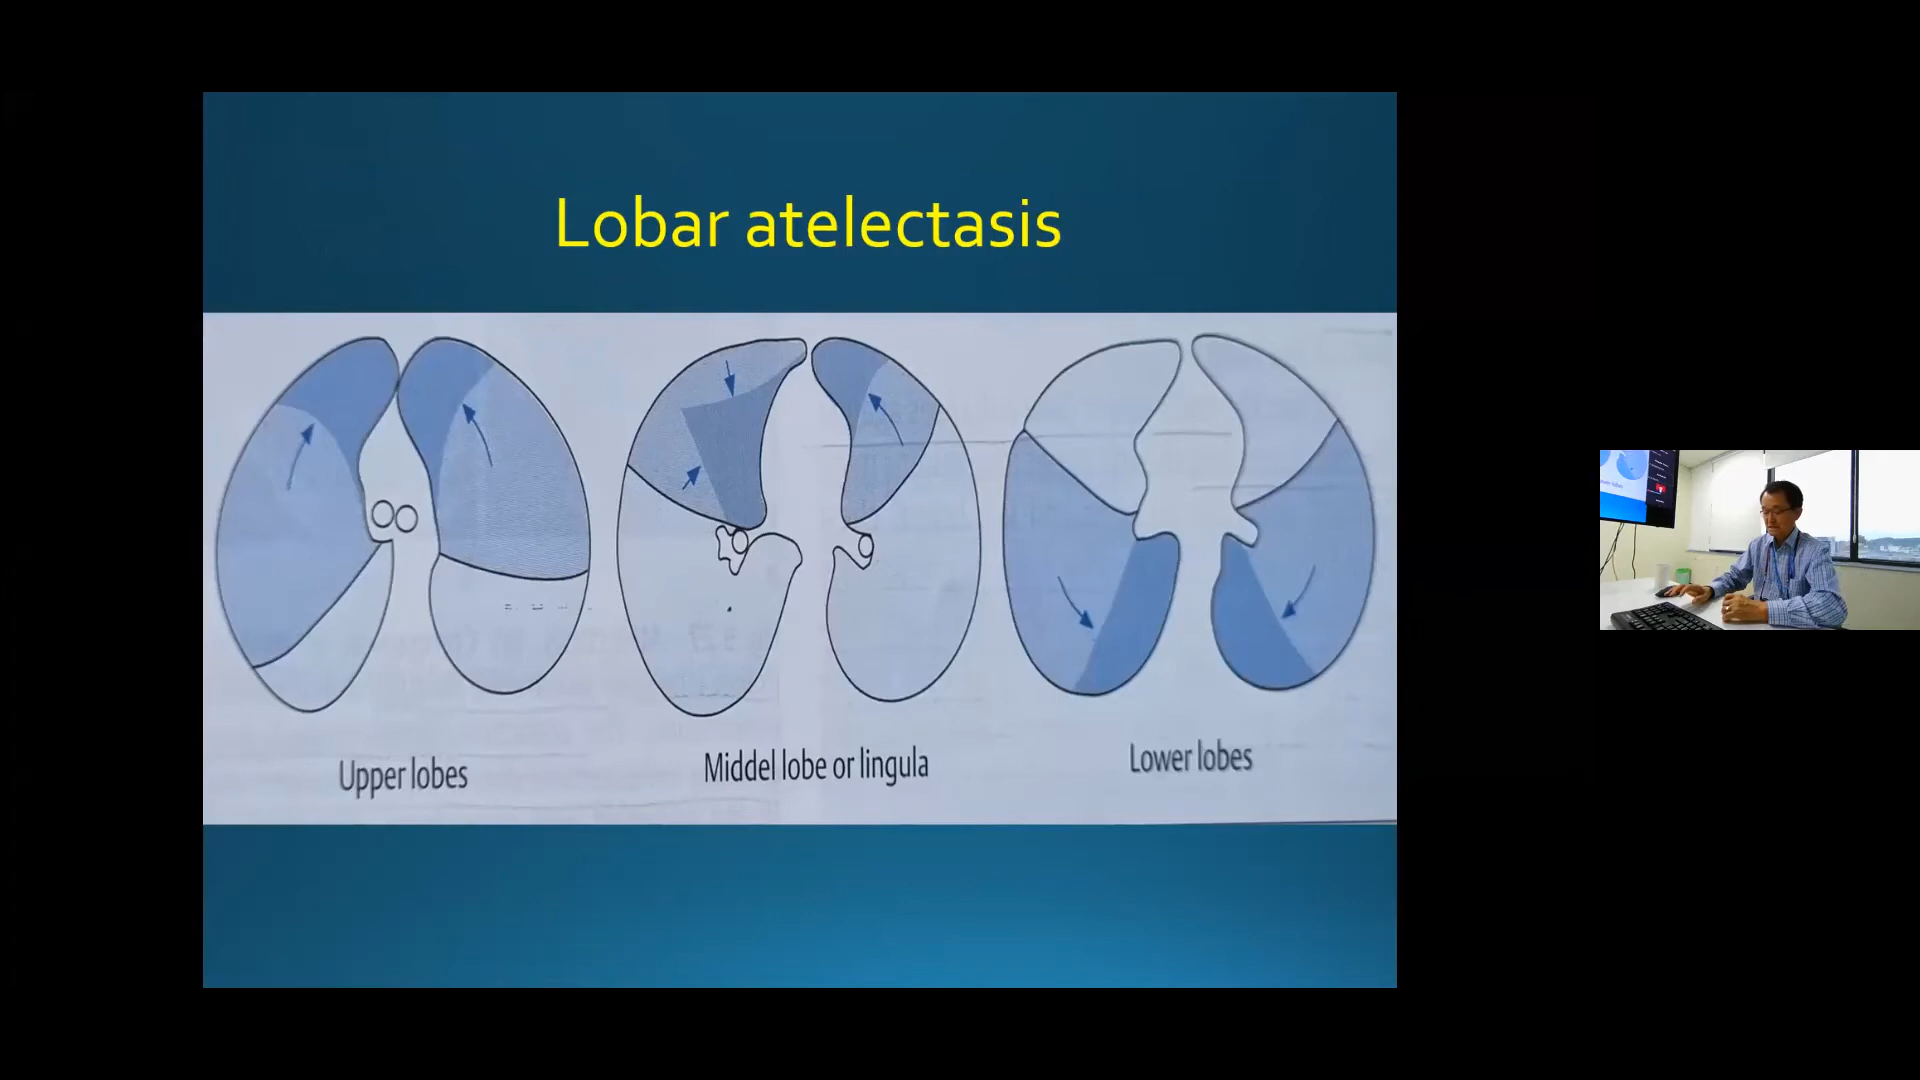 Lobar atelectasis
Upper lobes
Middel lobe or lingula
Lower lobes